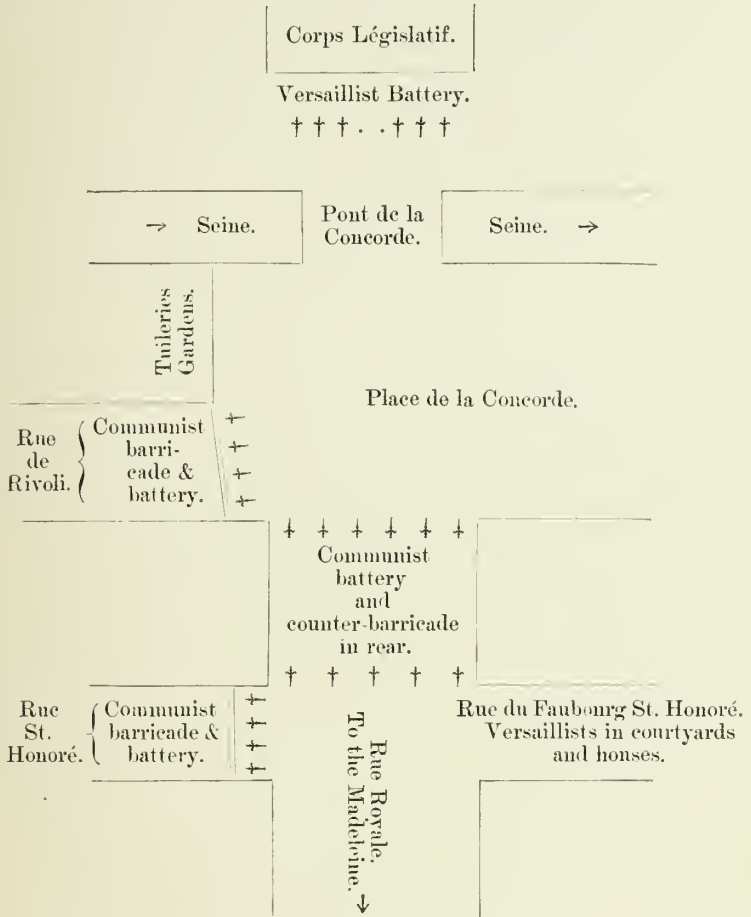 Corps Législatif.
Versaillist Battery.
† † † . . † † †
→ Seine.
Pont de la
Concorde.
Seine. →
Tuileries
Gardens.
Place de la Concorde.
Rue
de
Rivoli.
Communist
barri-
cade &
battery.
Communist
battery
and
counter-barricade
in rear.
† † † † †
Rue
St.
Honoré.
Communist
barricade &
battery.
Rue Royale.
To the Madeleine. →
Rue du Faubourg St. Honoré.
Versaillists in courtyards
and houses.